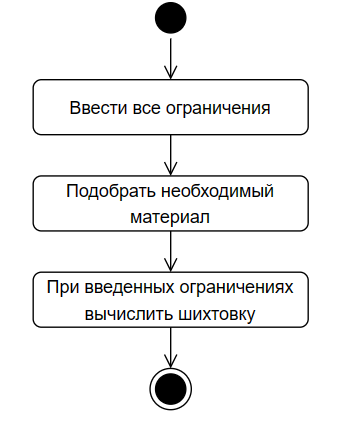 Ввести все ограничения
Подобрать необходимый
материал
При введенных ограничениях
вычислить шихтовку